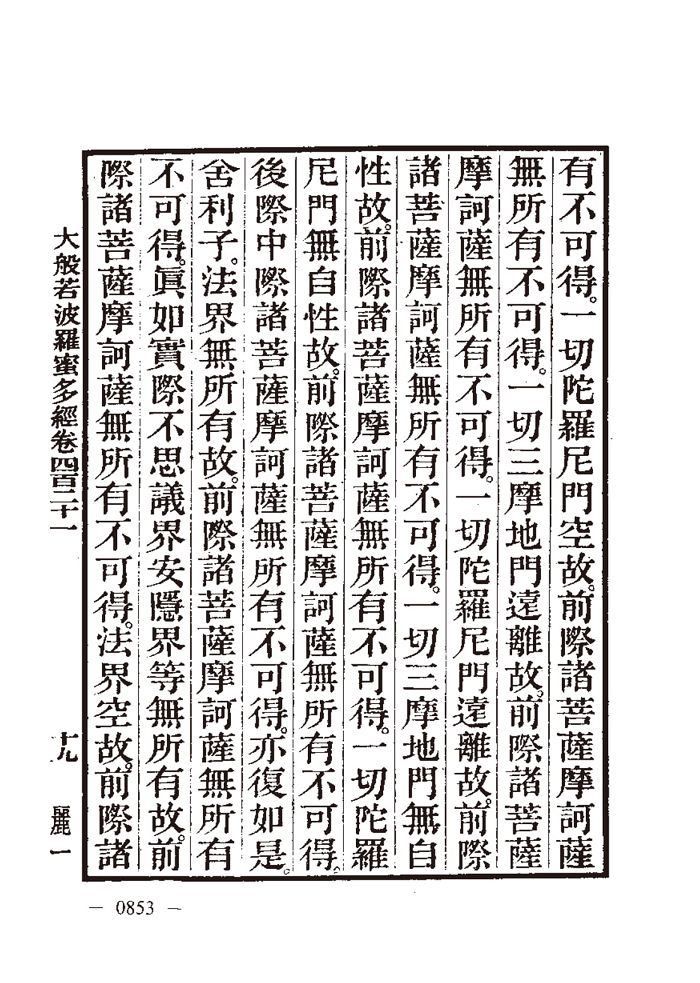 有不可得。一切陀羅尼門空故。前際諸菩薩摩訶薩
無所有不可得。一切三摩地門遠離故。前際諸菩薩
摩訶薩無所有不可得。一切陀羅尼門遠離故。前際
諸菩薩摩訶薩無所有不可得。一切三摩地門無自
性故。前際諸菩薩摩訶薩無所有不可得。一切陀羅
尼門無自性故。前際諸菩薩摩訶薩無所有不可得。
後際中際諸菩薩摩訶薩無所有不可得。亦復如是。
舍利子。法界無所有故。前際諸菩薩摩訶薩無所有
不可得。眞如實際不思議界安隱界等無所有故。前
際諸菩薩摩訶薩無所有不可得。法界空故。前際諸
大般若波羅蜜多經卷四百二十一 十九 麗一
— 0853 —